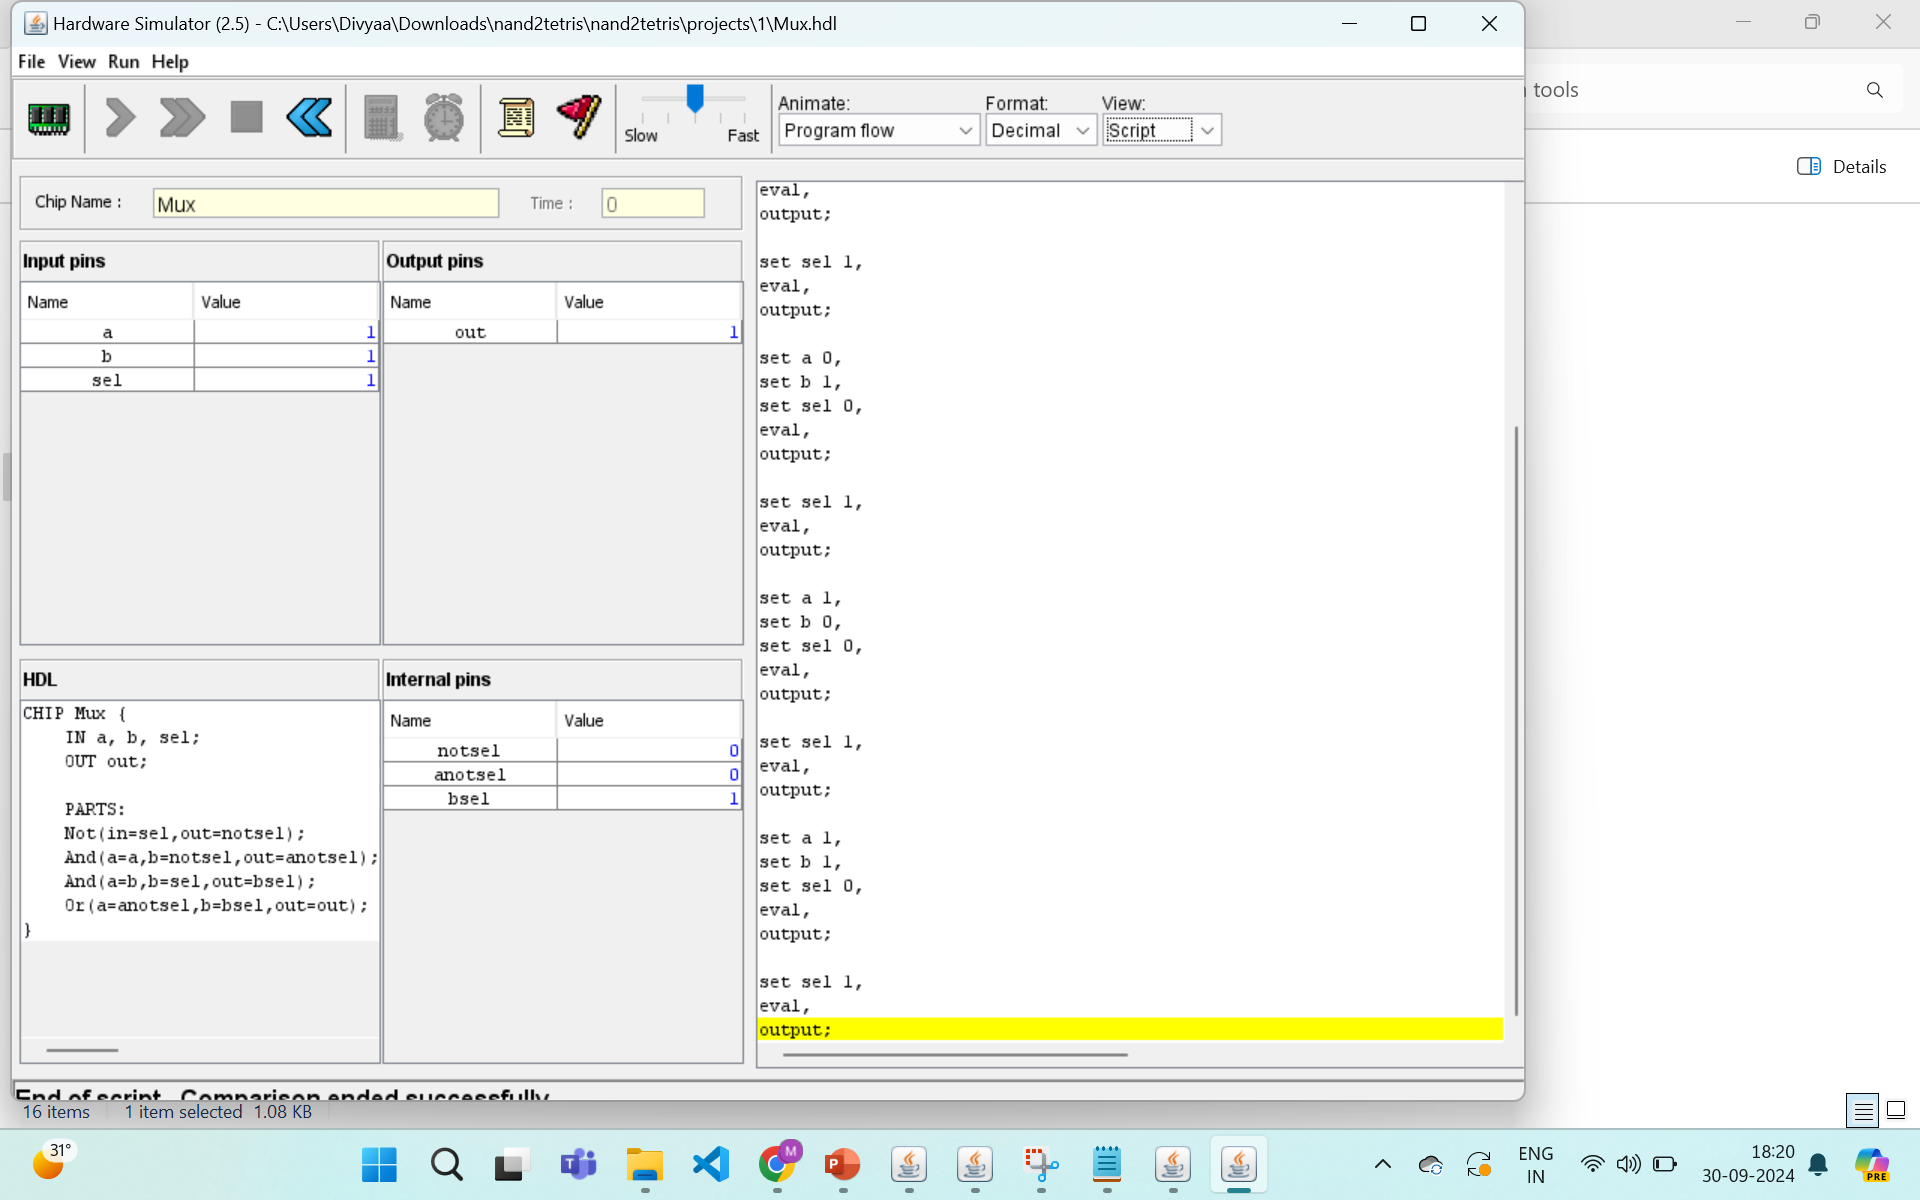 Hardware Simulator (2.5) - C:\Users\Divyaa\Downloads\nand2tetris\nand2tetris\projects\1\Mux.hdl
File View Run Help
Slow Fast
Animate:
Program flow
Format:
Decimal
View:
Script
tools
Details
Chip Name :
Mux
Time :
0
Input pins
Name Value
a 1
b 1
sel 1
Output pins
Name Value
out 1
HDL
CHIP Mux {
IN a, b, sel;
OUT out;
PARTS:
Not(in=sel,out=notsel);
And(a=a,b=notsel,out=anotsel);
And(a=b,b=sel,out=bsel);
Or(a=anotsel,b=bsel,out=out);
}
Internal pins
Name Value
notsel 0
anotsel 0
bsel 1
eval,
output;
set sel 1,
eval,
output;
set a 0,
set b 1,
set sel 0,
eval,
output;
set sel 1,
eval,
output;
set a 1,
set b 0,
set sel 0,
eval,
output;
set sel 1,
eval,
output;
set a 1,
set b 1,
set sel 0,
eval,
output;
set sel 1,
eval,
output;
End of script - Comparison ended successfully
16 items 1 item selected 1.08 KB
31°
M
ENG
IN
18:20
30-09-2024
PRE